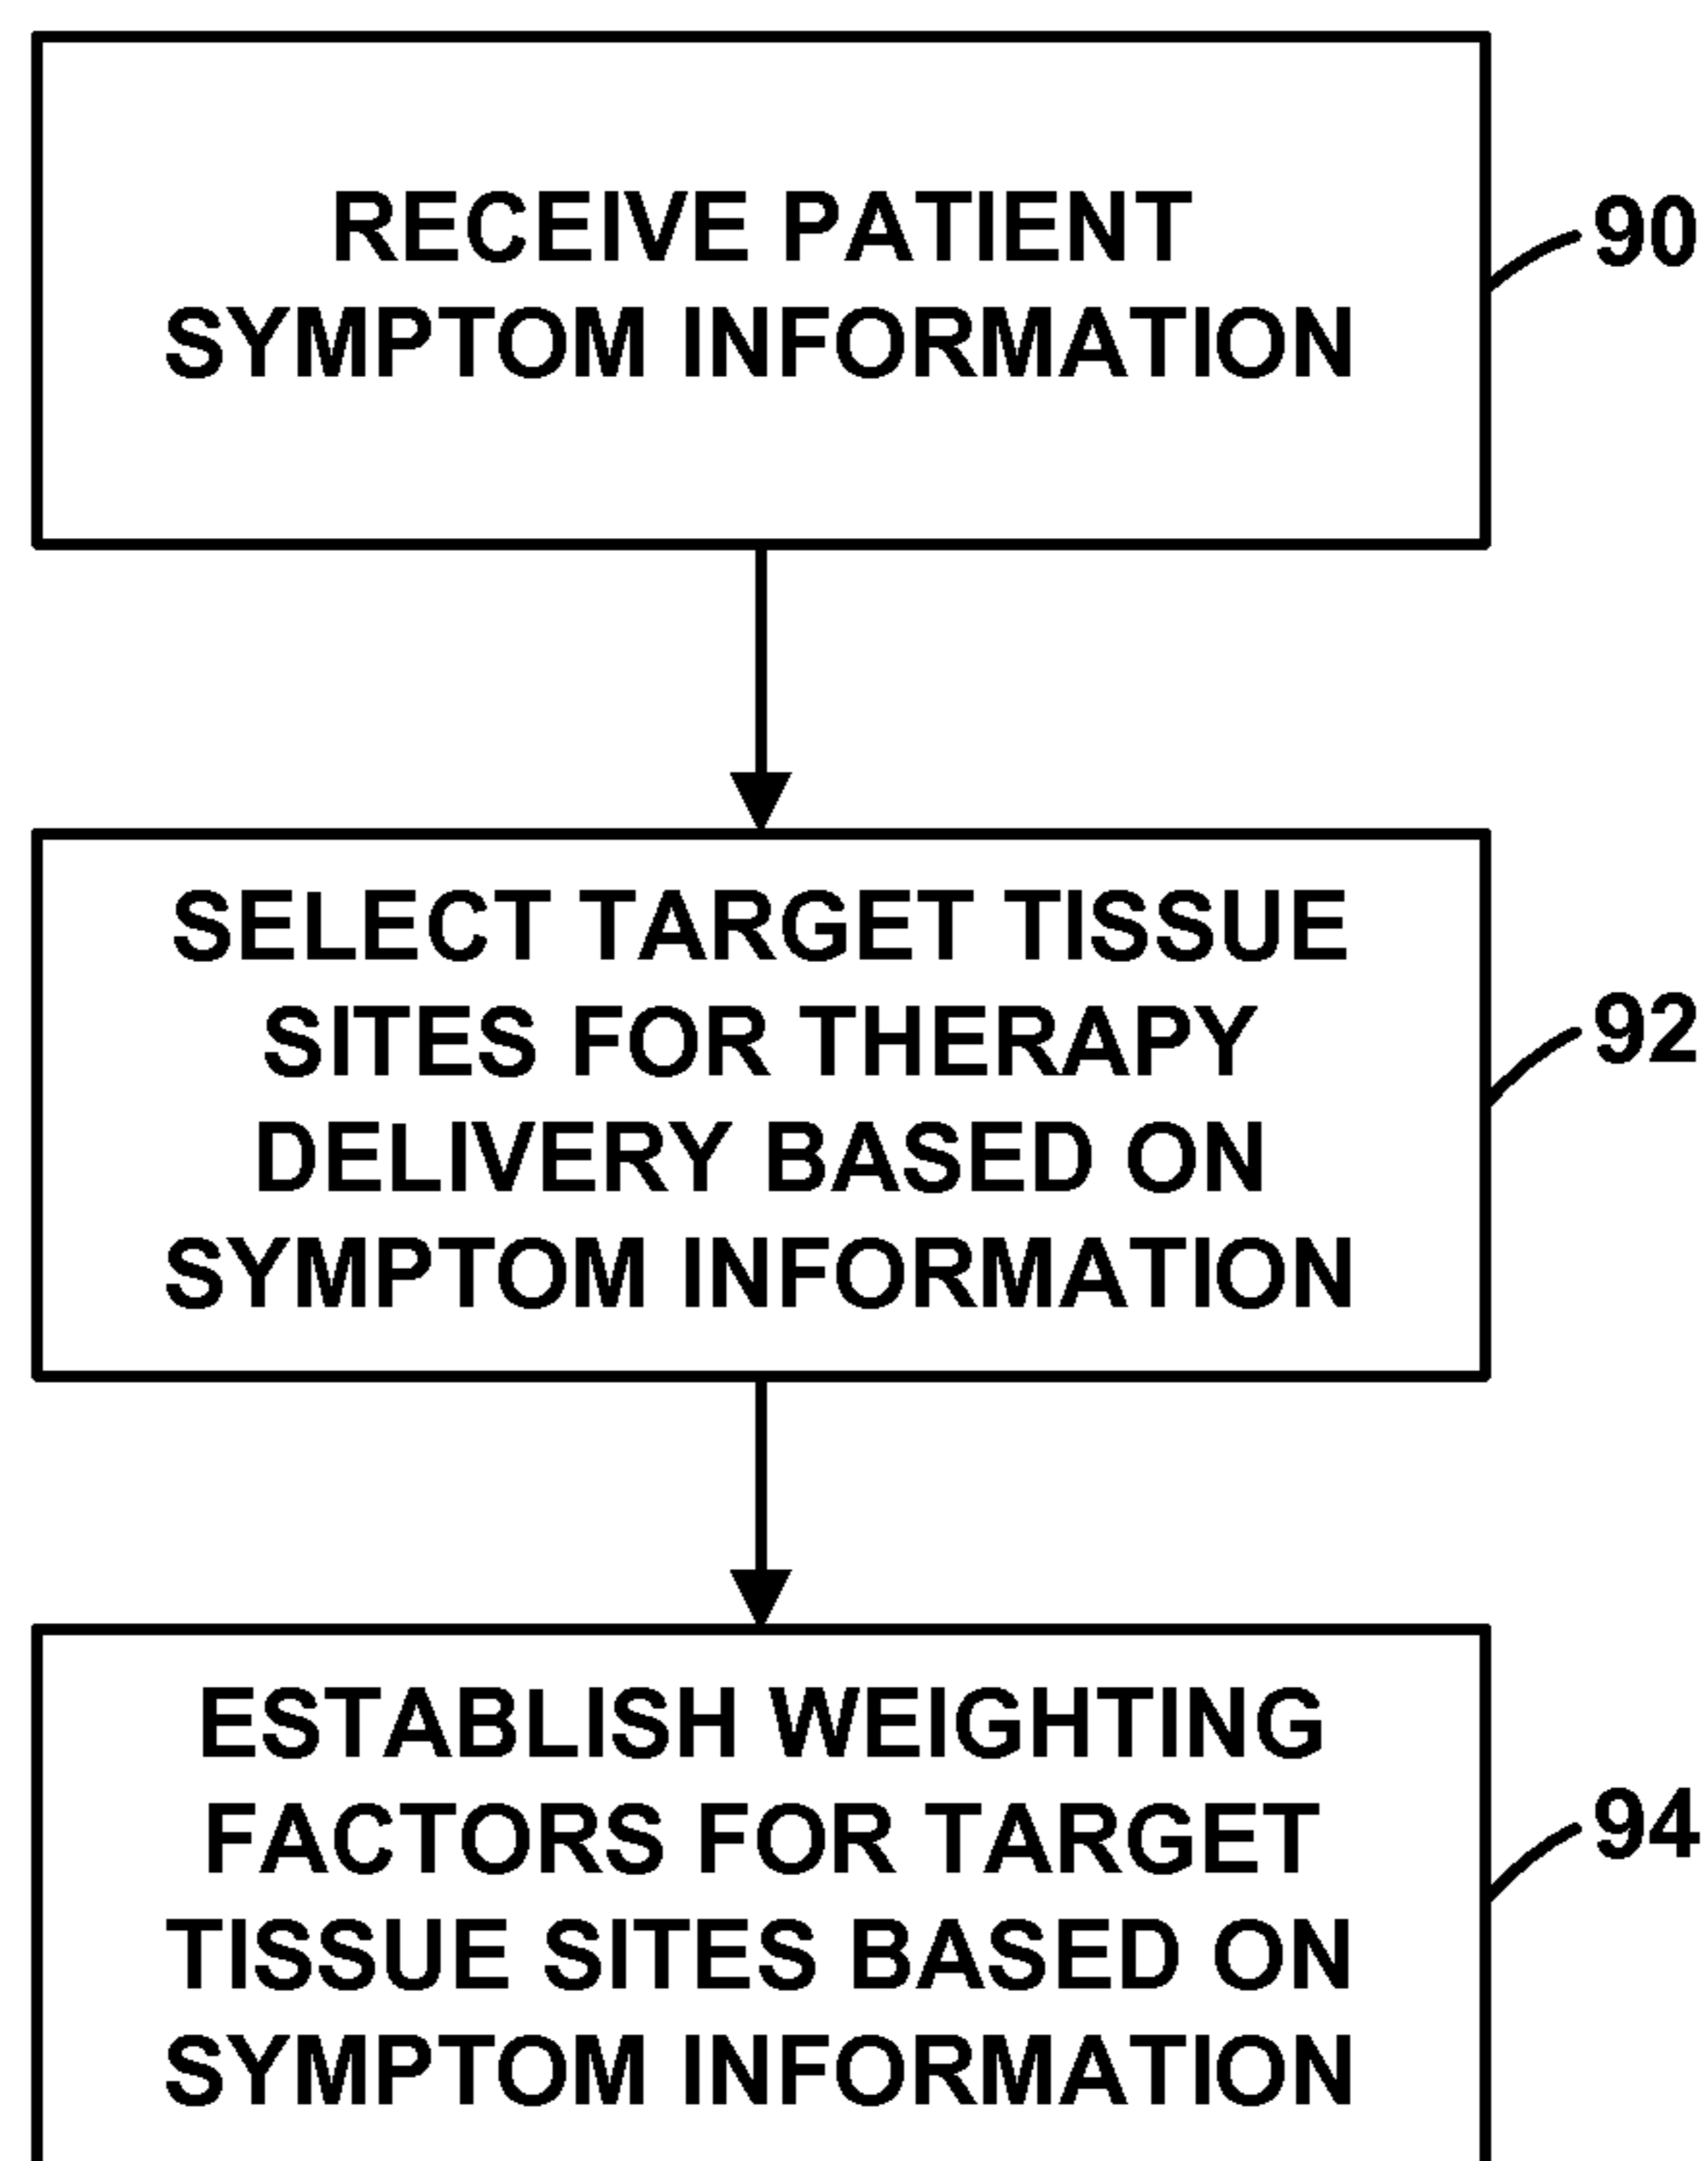 RECEIVE PATIENT
SYMPTOM INFORMATION
90
SELECT TARGET TISSUE
SITES FOR THERAPY
DELIVERY BASED ON
SYMPTOM INFORMATION
92
ESTABLISH WEIGHTING
FACTORS FOR TARGET
TISSUE SITES BASED ON
SYMPTOM INFORMATION
94